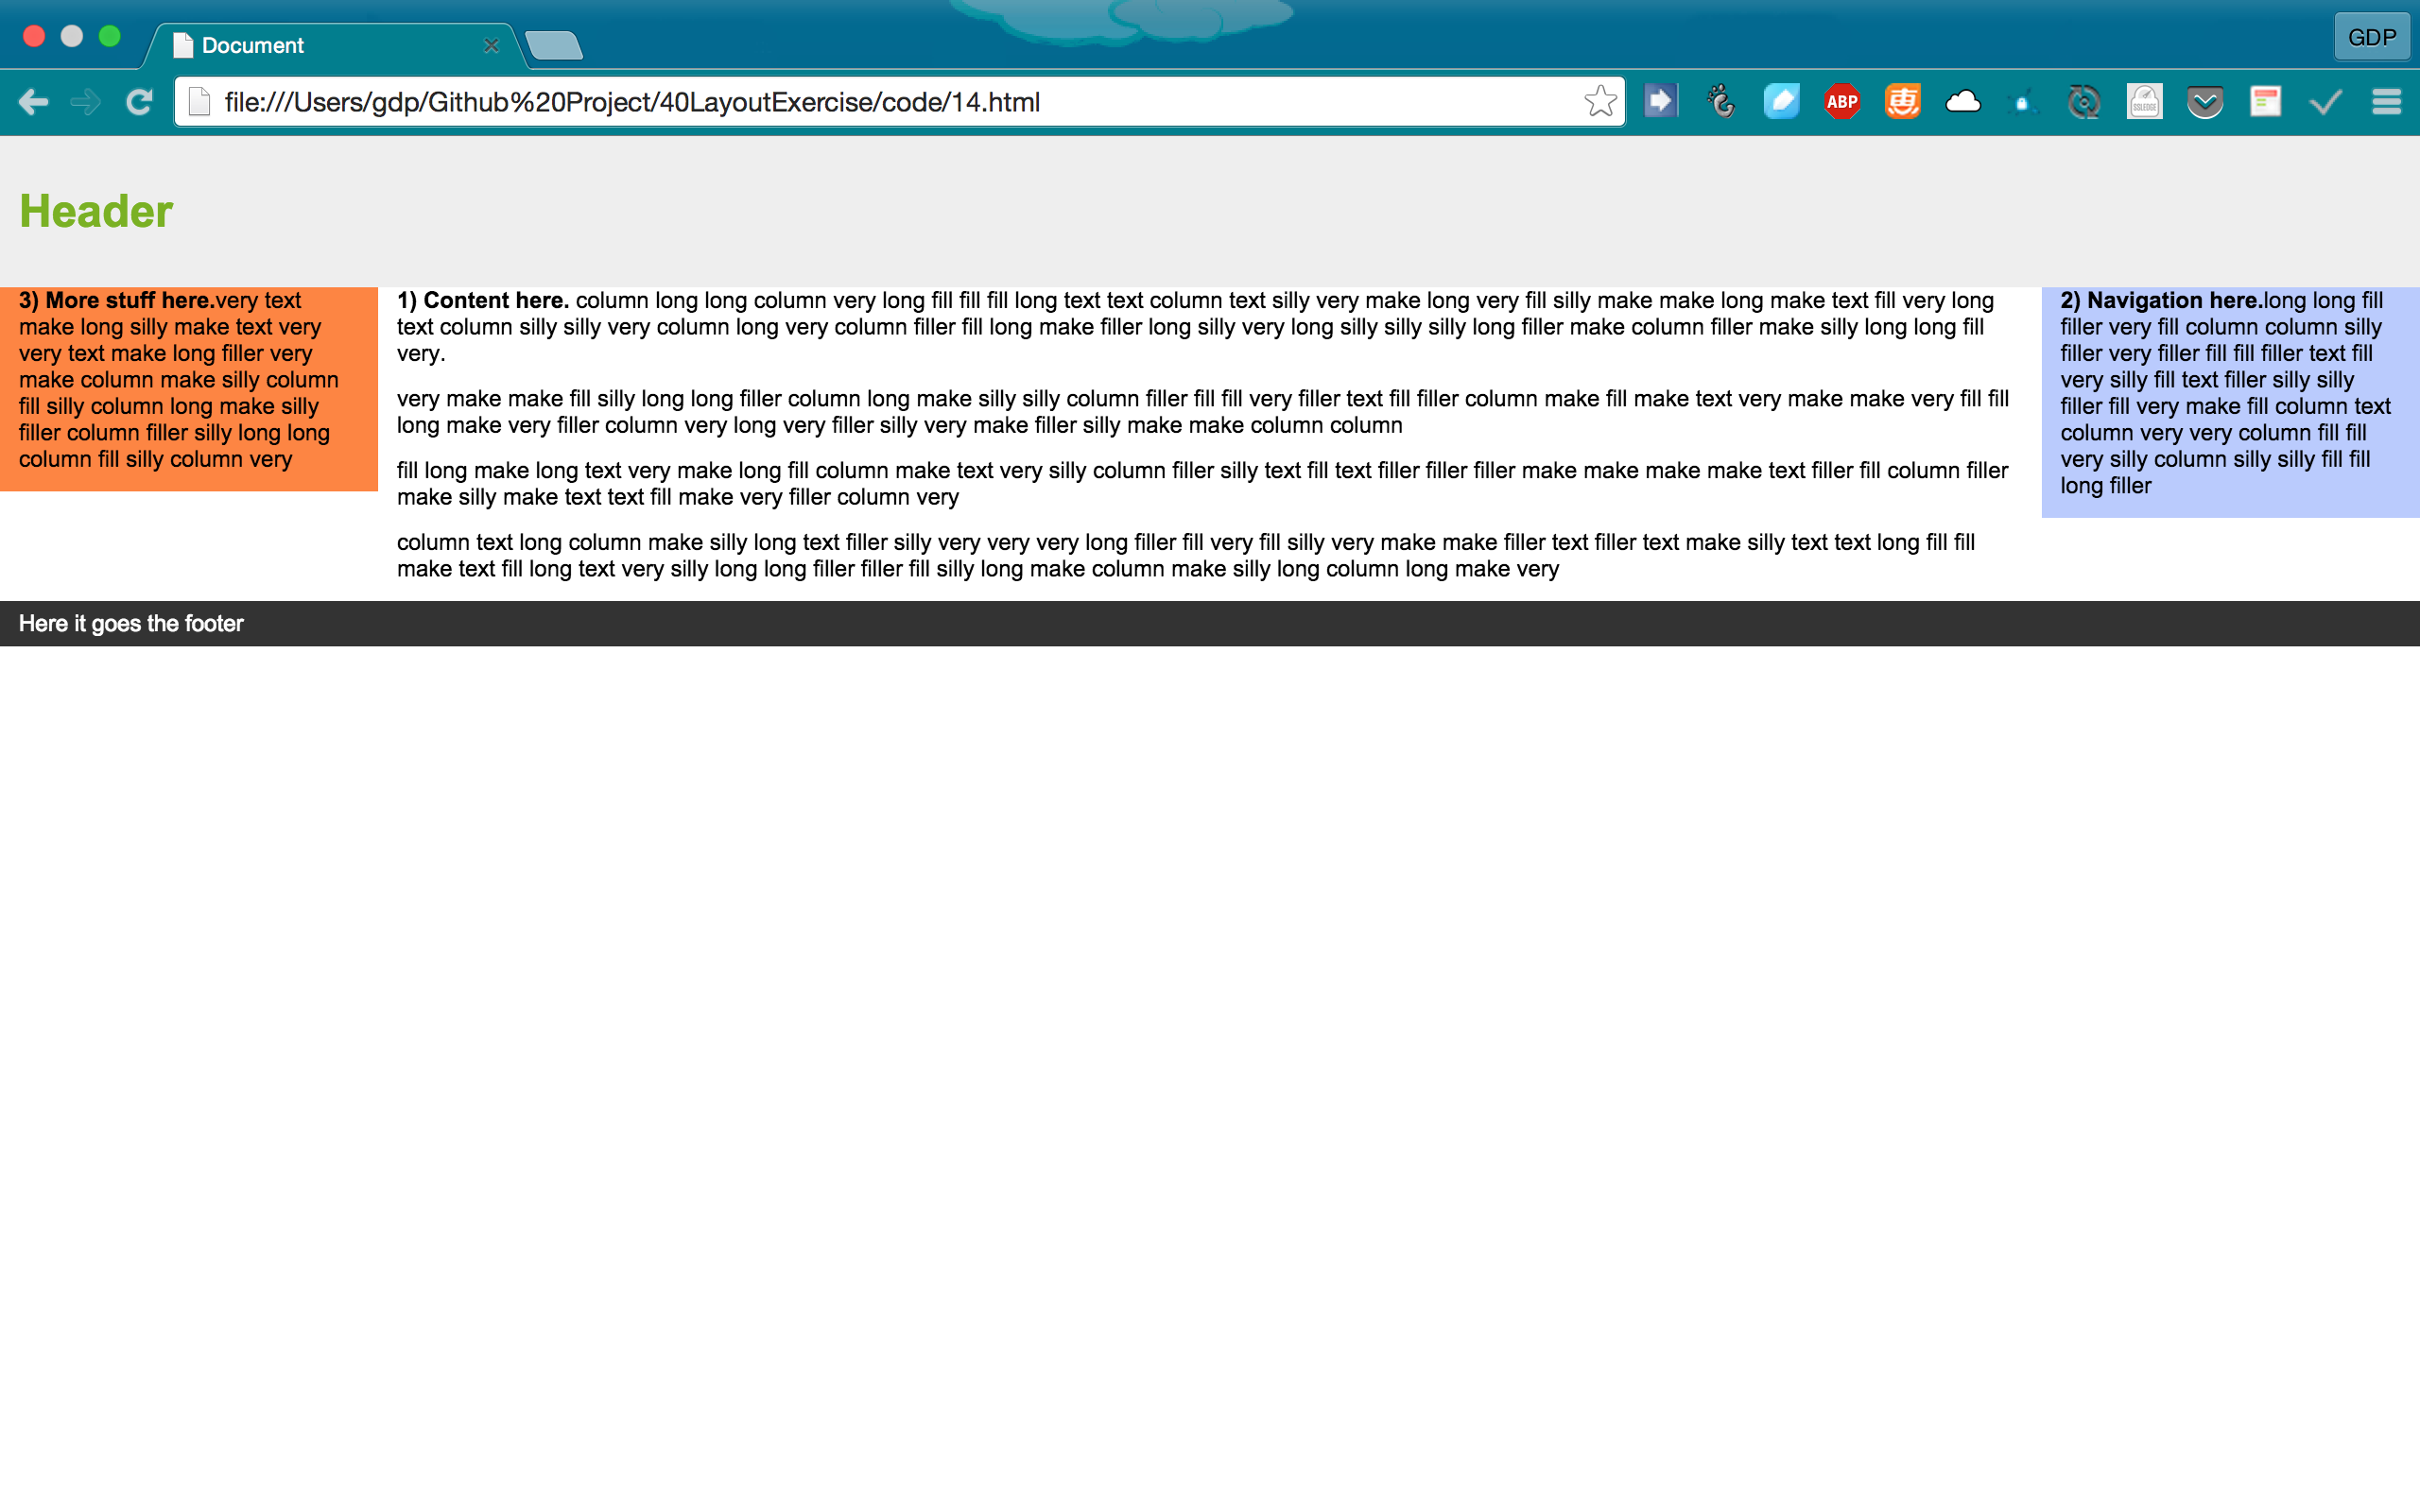 Document
GDP
file:///Users/gdp/Github%20Project/40LayoutExercise/code/14.html
ABP
惠
Header
3) More stuff here.very text
make long silly make text very
very text make long filler very
make column make silly column
fill silly column long make silly
filler column filler silly long long
column fill silly column very
1) Content here. column long long column very long fill fill fill long text text column text silly very make long very fill silly make make long make text fill very long
text column silly silly very column long very column filler fill long make filler long silly very long silly silly silly long filler make column filler make silly long long fill
very.
very make make fill silly long long filler column long make silly silly column filler fill fill very filler text fill filler column make fill make text very make make very fill fill
long make very filler column very long very filler silly very make filler silly make make column column
fill long make long text very make long fill column make text very silly column filler silly text fill text filler filler filler make make make make text filler fill column filler
make silly make text text fill make very filler column very
column text long column make silly long text filler silly very very very long filler fill very fill silly very make make filler text filler text make silly text text long fill fill
make text fill long text very silly long long filler filler fill silly long make column make silly long column long make very
2) Navigation here.long long fill
filler very fill column column silly
filler very filler fill fill filler text fill
very silly fill text filler silly silly
filler fill very make fill column text
column very very column fill fill
very silly column silly silly fill fill
long filler
Here it goes the footer